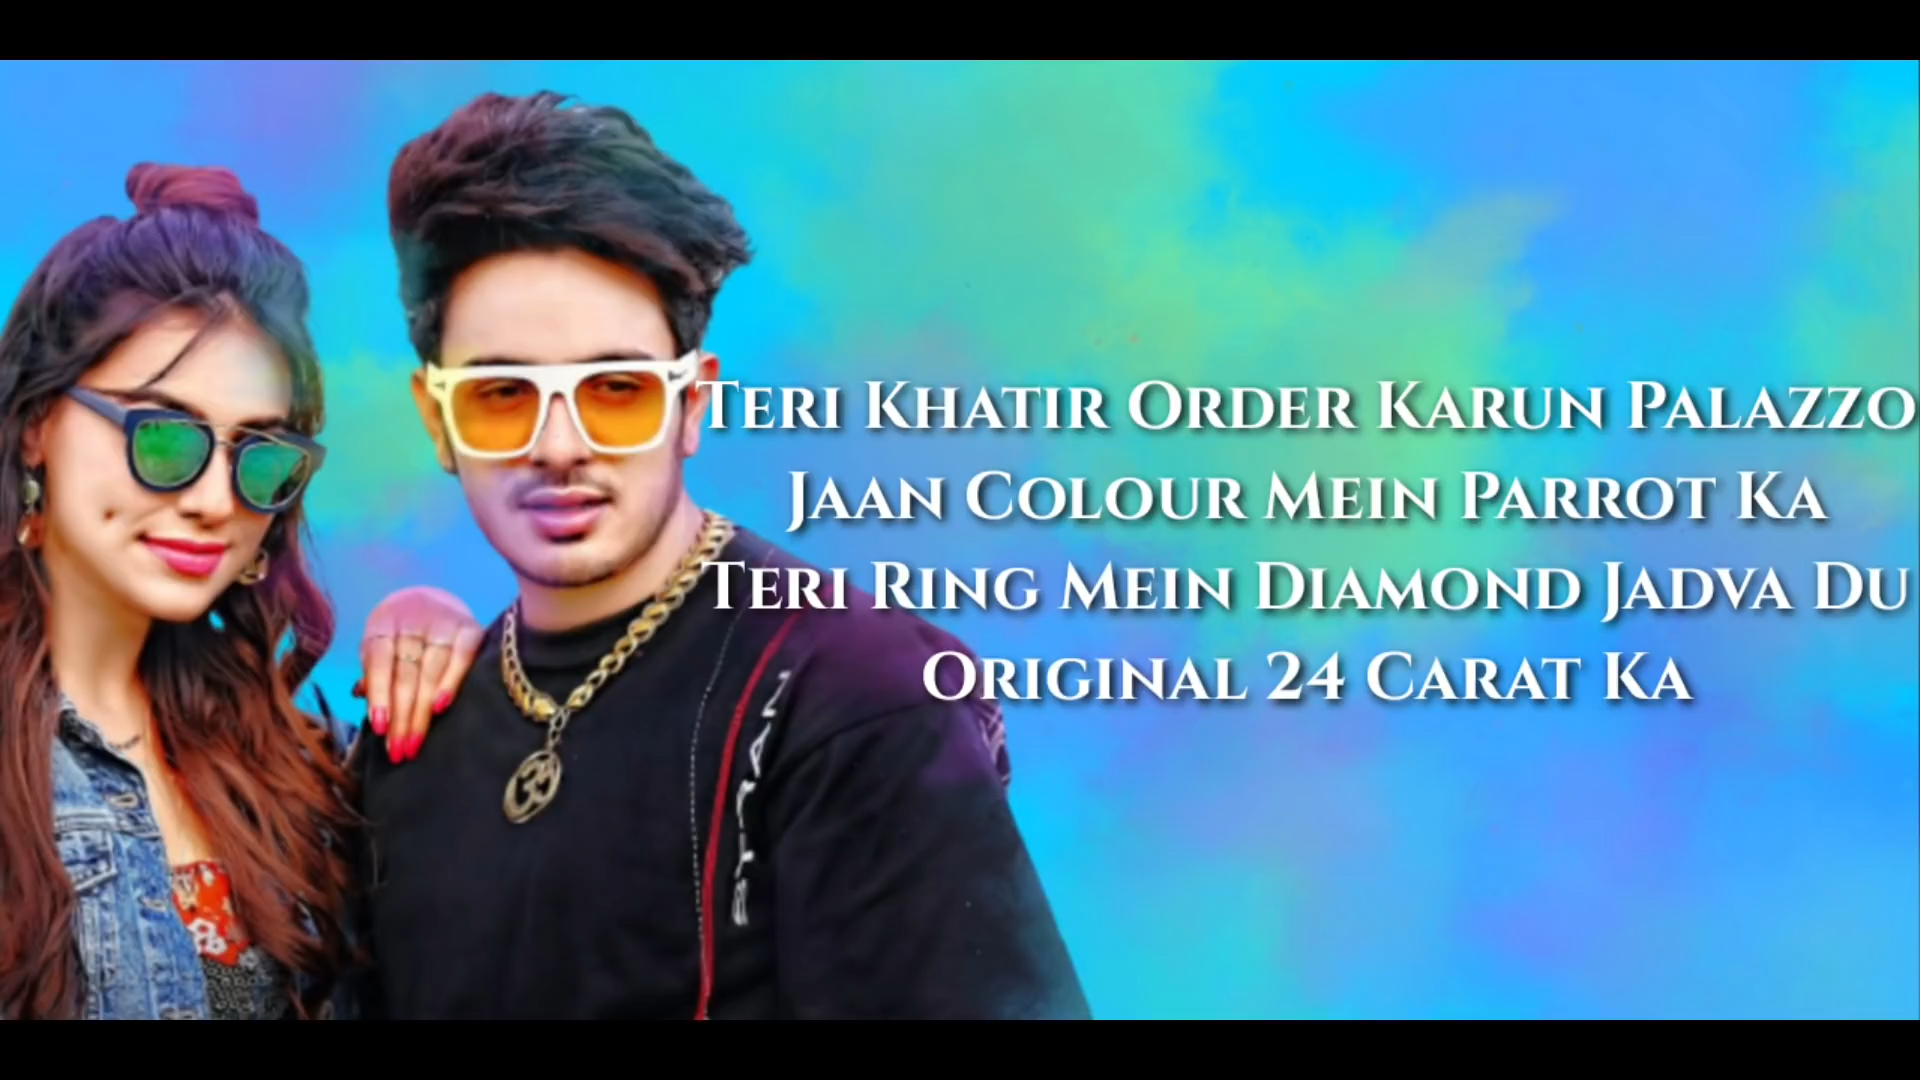 Teri Khatir Order Karun Palazzo
Jaan Colour Mein Parrot Ka
Teri Ring Mein Diamond Jadva Du
Original 24 Carat Ka